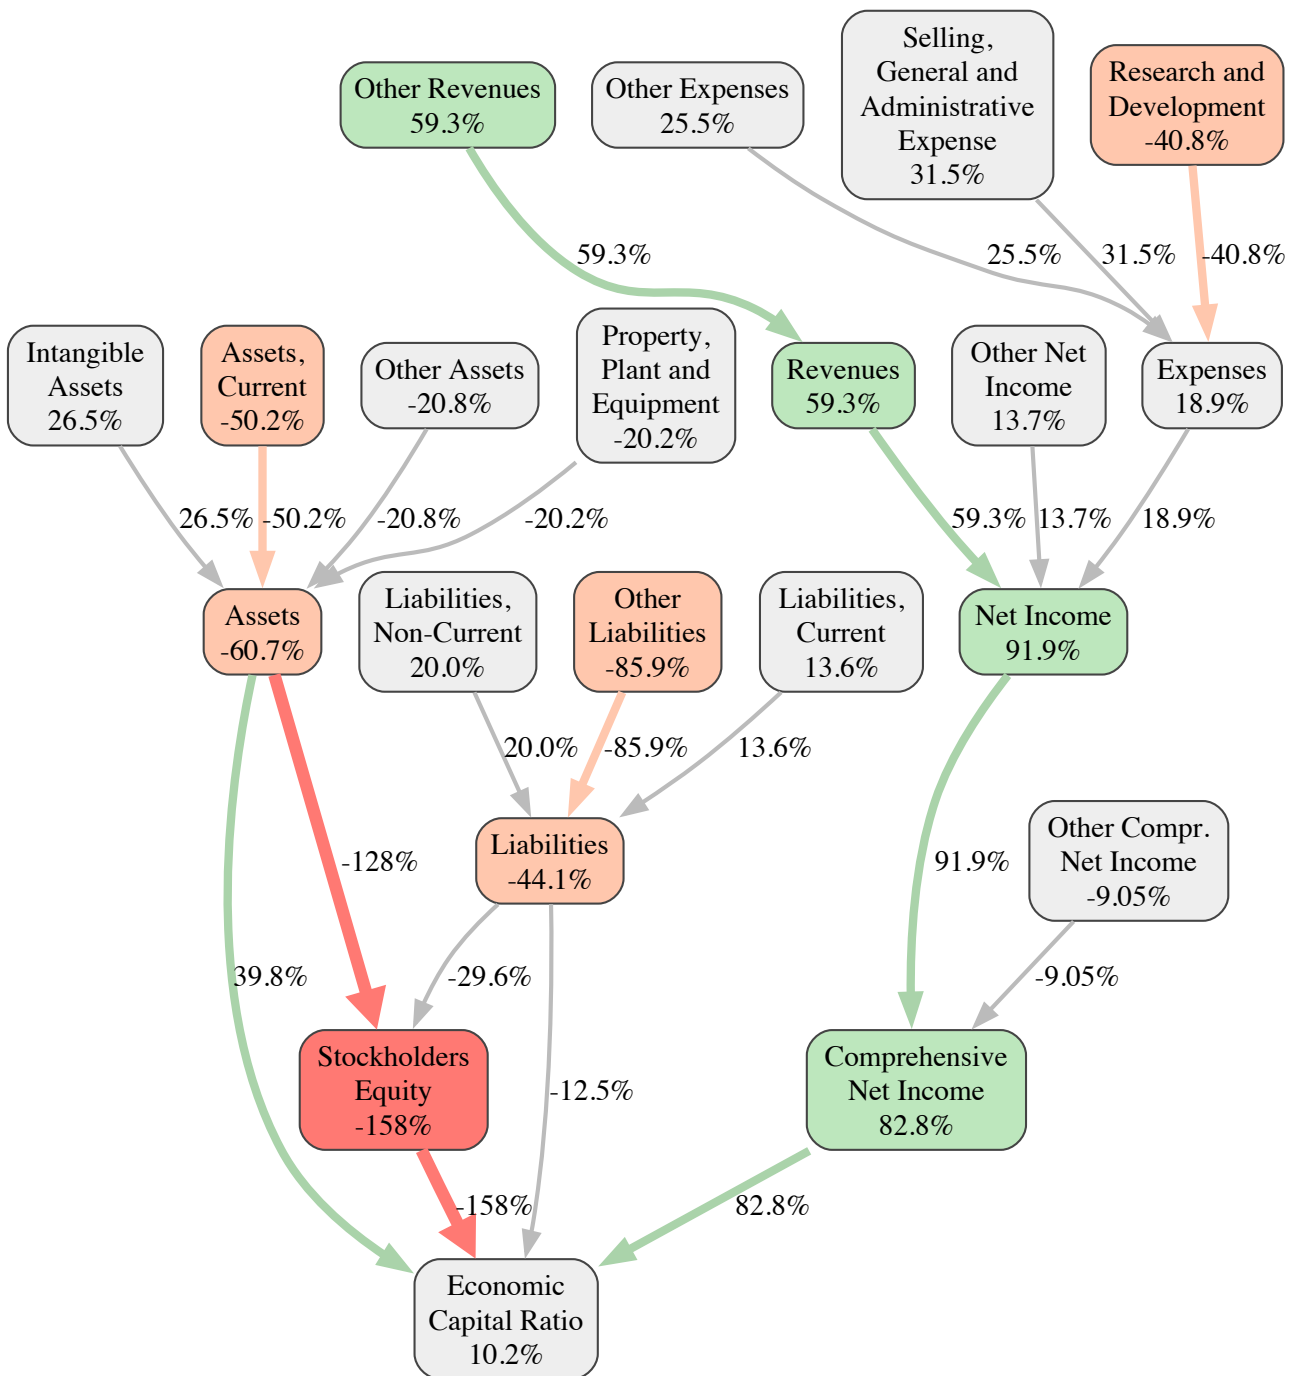 Other Revenues
59.3%
Other Expenses
25.5%
Selling,
General and
Administrative
Expense
31.5%
Research and
Development
-40.8%
59.3%
25.5%
31.5%
-40.8%
Intangible
Assets
26.5%
Assets,
Current
-50.2%
Other Assets
-20.8%
Property,
Plant and
Equipment
-20.2%
Revenues
59.3%
Other Net
Income
13.7%
Expenses
18.9%
26.5%
-50.2%
-20.8%
-20.2%
59.3%
13.7%
18.9%
Assets
-60.7%
Liabilities,
Non-Current
20.0%
Other
Liabilities
-85.9%
Liabilities,
Current
13.6%
Net Income
91.9%
20.0%
-85.9%
13.6%
Liabilities
-44.1%
Other Compr.
Net Income
-9.05%
-128%
91.9%
39.8%
-29.6%
-9.05%
Stockholders
Equity
-158%
-12.5%
Comprehensive
Net Income
82.8%
-158%
82.8%
Economic
Capital Ratio
10.2%